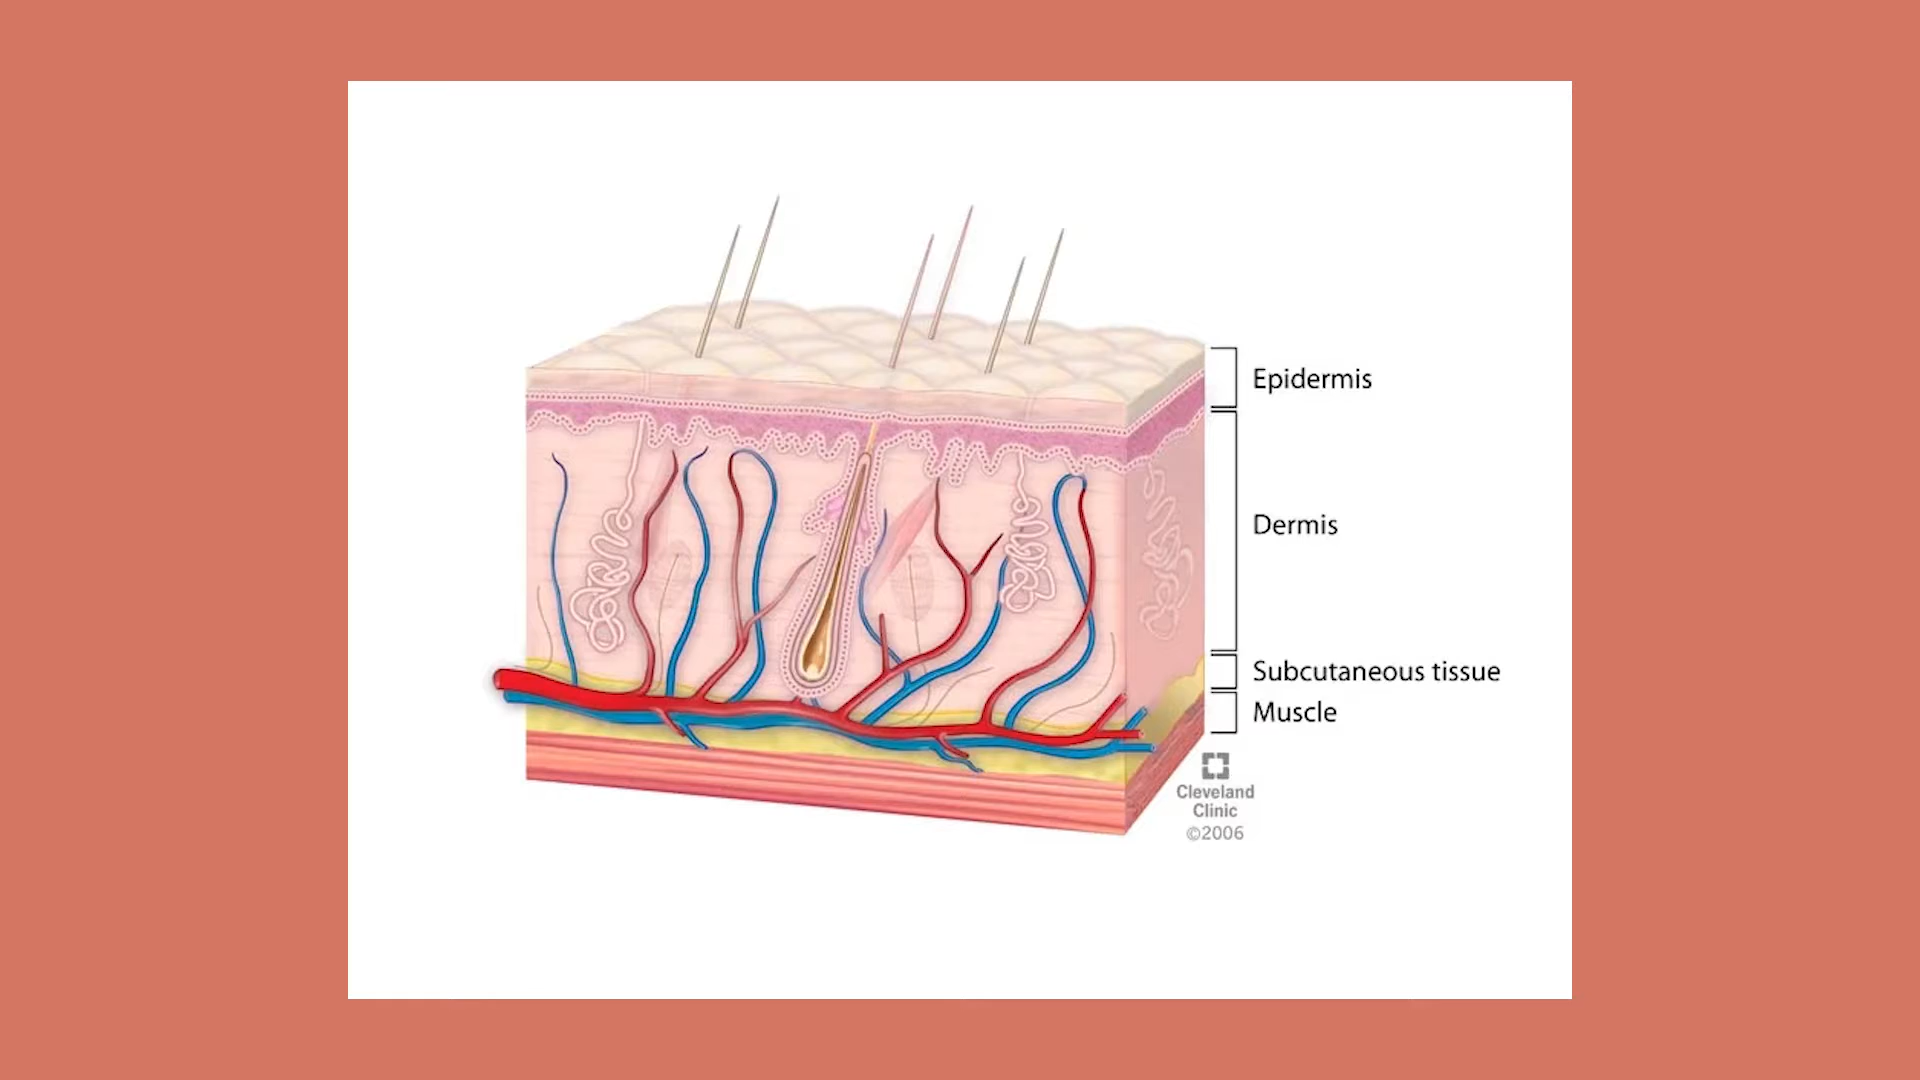 Epidermis
Dermis
Subcutaneous tissue
Muscle
Cleveland
Clinic
©2006